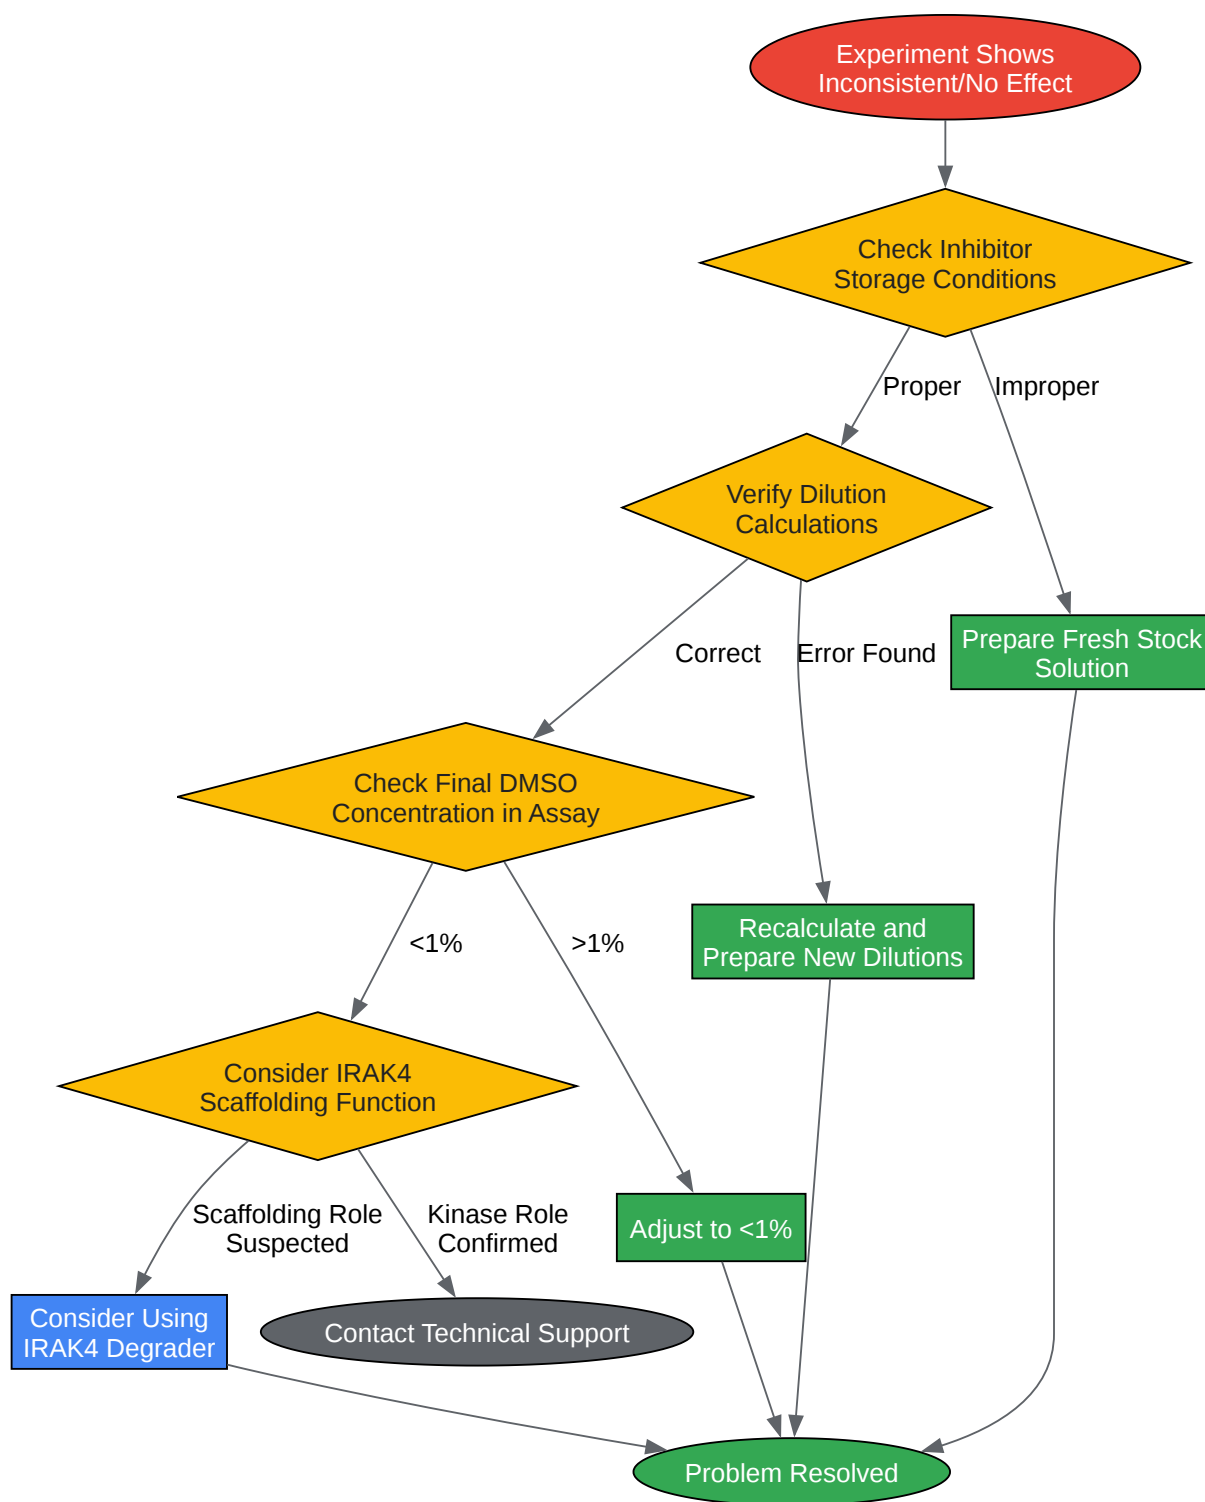 Experiment Shows
Inconsistent/No Effect
Check Inhibitor
Storage Conditions
Proper
Improper
Verify Dilution
Calculations
Correct
Error Found
Prepare Fresh Stock
Solution
Check Final DMSO
Concentration in Assay
<1%
>1%
Recalculate and
Prepare New Dilutions
Consider IRAK4
Scaffolding Function
Scaffolding Role
Suspected
Kinase Role
Confirmed
Adjust to <1%
Consider Using
IRAK4 Degrader
Contact Technical Support
Problem Resolved